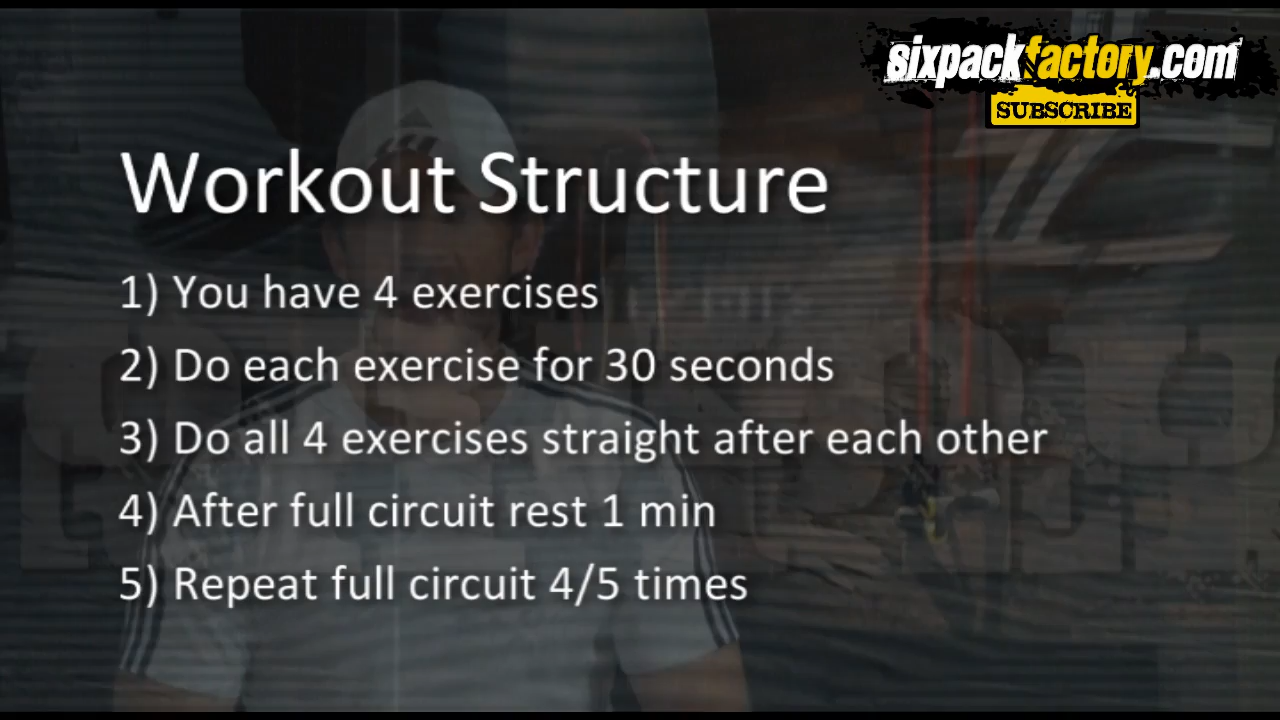 sixpackfactory.com
SUBSCRIBE
Workout Structure
1) You have 4 exercises
2) Do each exercise for 30 seconds
3) Do all 4 exercises straight after each other
4) After full circuit rest 1 min
5) Repeat full circuit 4/5 times